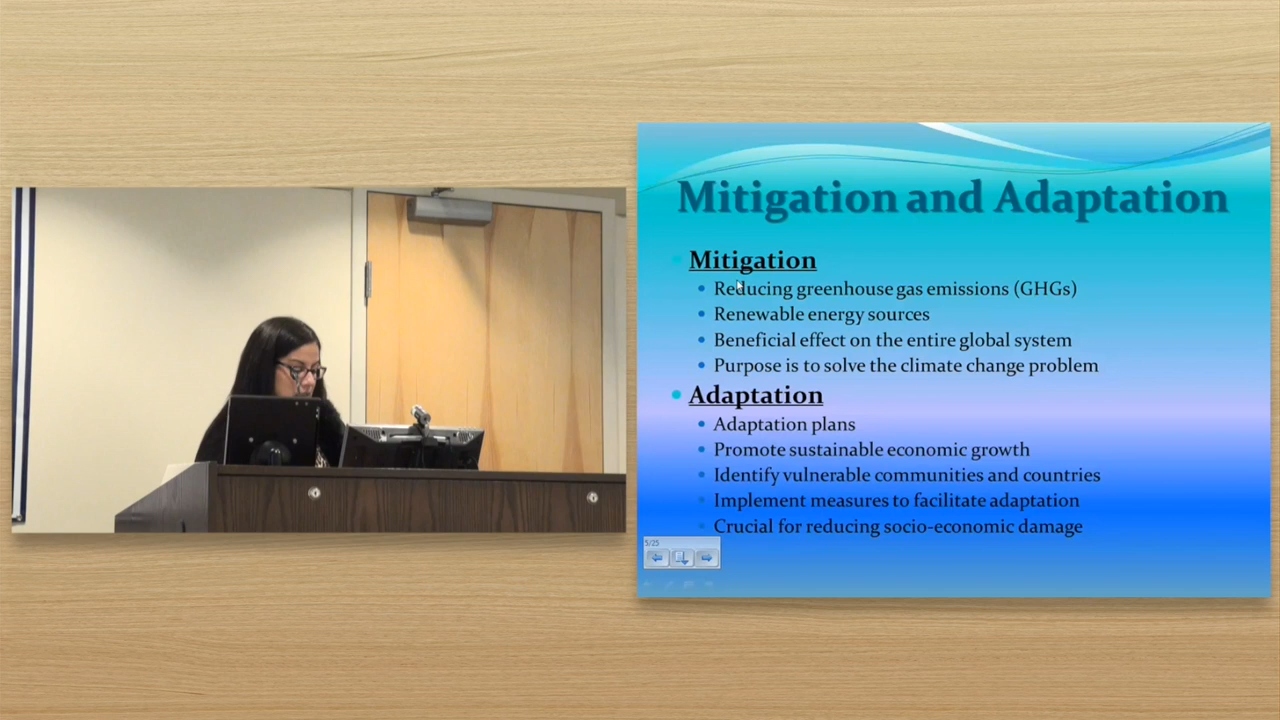 Mitigation and Adaptation
Mitigation
Reducing greenhouse gas emissions (GHGs)
Renewable energy sources
Beneficial effect on the entire global system
Purpose is to solve the climate change problem
Adaptation
Adaptation plans
Promote sustainable economic growth
Identify vulnerable communities and countries
Implement measures to facilitate adaptation
Crucial for reducing socio-economic damage
5/25